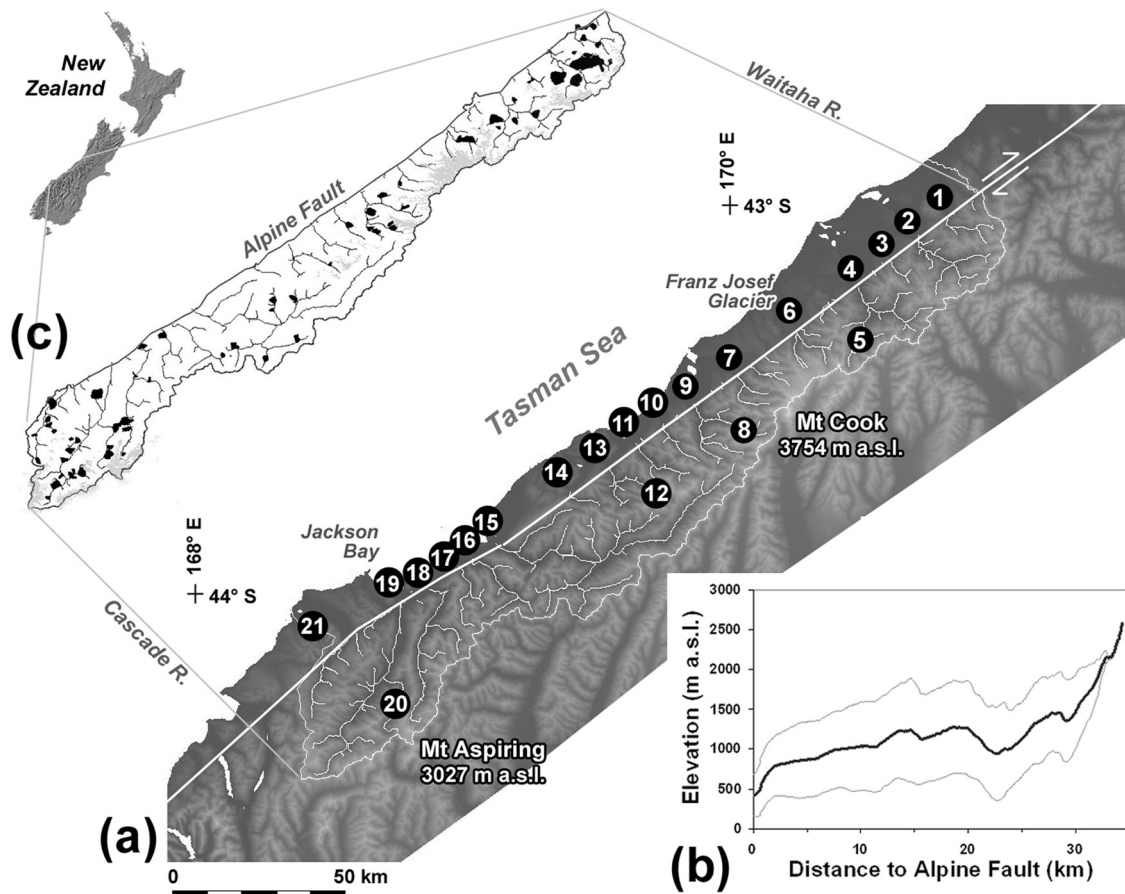 New
Zealand
Waitaha R.
170° E
43° S
Alpine Fault
(c)
1
2
3
4
Franz Josef
Glacier
6
5
7
Tasman Sea
9
10
8
Mt Cook
3754 m a.s.l.
11
13
14
12
168° E
44° S
Jackson
Bay
15
16
17
18
19
21
Cascade R.
20
Mt Aspiring
3027 m a.s.l.
(a)
0
50 km
3000
2500
2000
1500
1000
500
0
Elevation (m a.s.l.)
0
10
20
30
Distance to Alpine Fault (km)
(b)